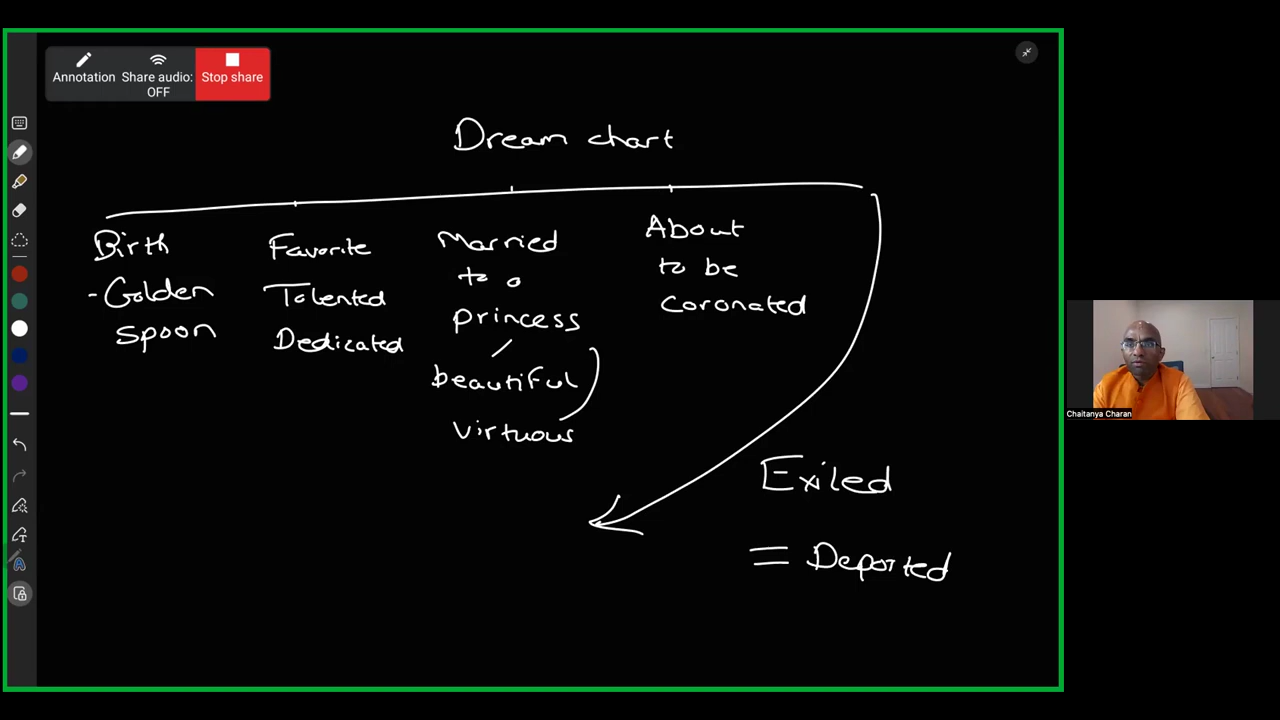 Annotation
Share audio:
OFF
Stop share
Dream chart
Birth
- Golden
spoon
Favorite
Talented
Dedicated
Married
to a
princess
beautiful
virtuous
About
to be
coronated
Exiled
= Deported
Chaitanya Charan